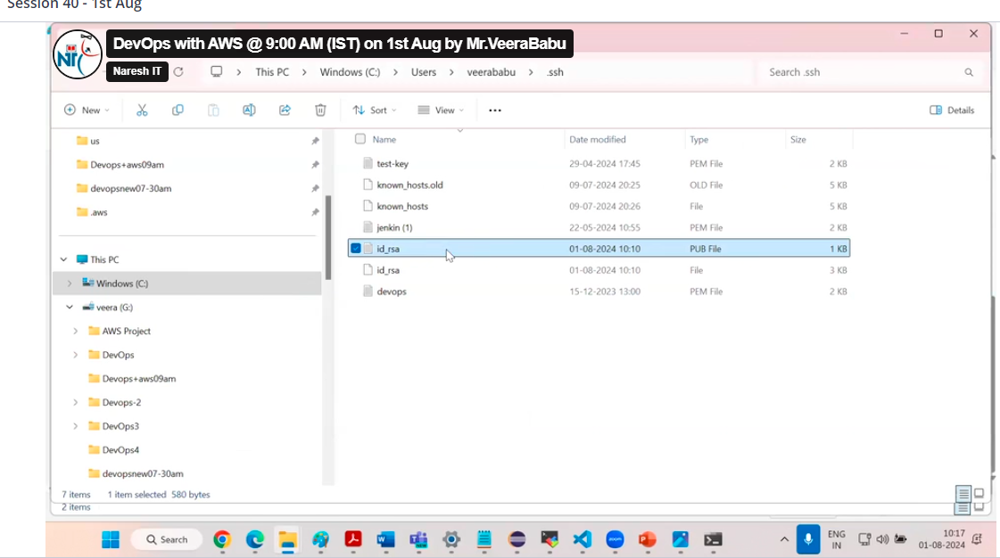 Session 40 - 1st Aug
DevOps with AWS @ 9:00 AM (IST) on 1st Aug by Mr.VeeraBabu
NIT
Naresh IT
This PC > Windows (C:) > Users > veerababu > .ssh
Search .ssh
New
Sort
View
Details
us
Devops+aws09am
devopsnew07-30am
.aws
This PC
Windows (C:)
veera (G:)
AWS Project
DevOps
Devops+aws09am
Devops-2
DevOps3
DevOps4
devopsnew07-30am
Name Date modified Type Size
test-key 29-04-2024 17:45 PEM File 2 KB
known_hosts.old 09-07-2024 20:25 OLD File 5 KB
known_hosts 09-07-2024 20:26 File 5 KB
jenkin (1) 22-05-2024 10:55 PEM File 2 KB
id_rsa 01-08-2024 10:10 PUB File 1 KB
id_rsa 01-08-2024 10:10 File 3 KB
devops 15-12-2023 13:00 PEM File 2 KB
7 items 1 item selected 580 bytes
2 items
Search
zoom
ENG
IN
10:17
01-08-2024